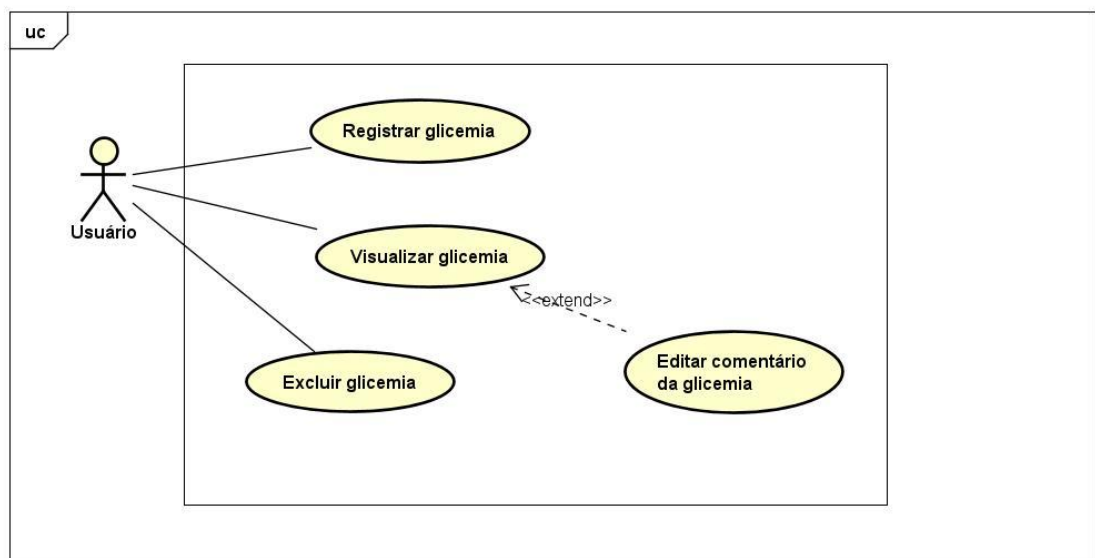 uc
Registrar glicemia
Usuário
Visualizar glicemia
<<extend>>
Editar comentário
da glicemia
Excluir glicemia